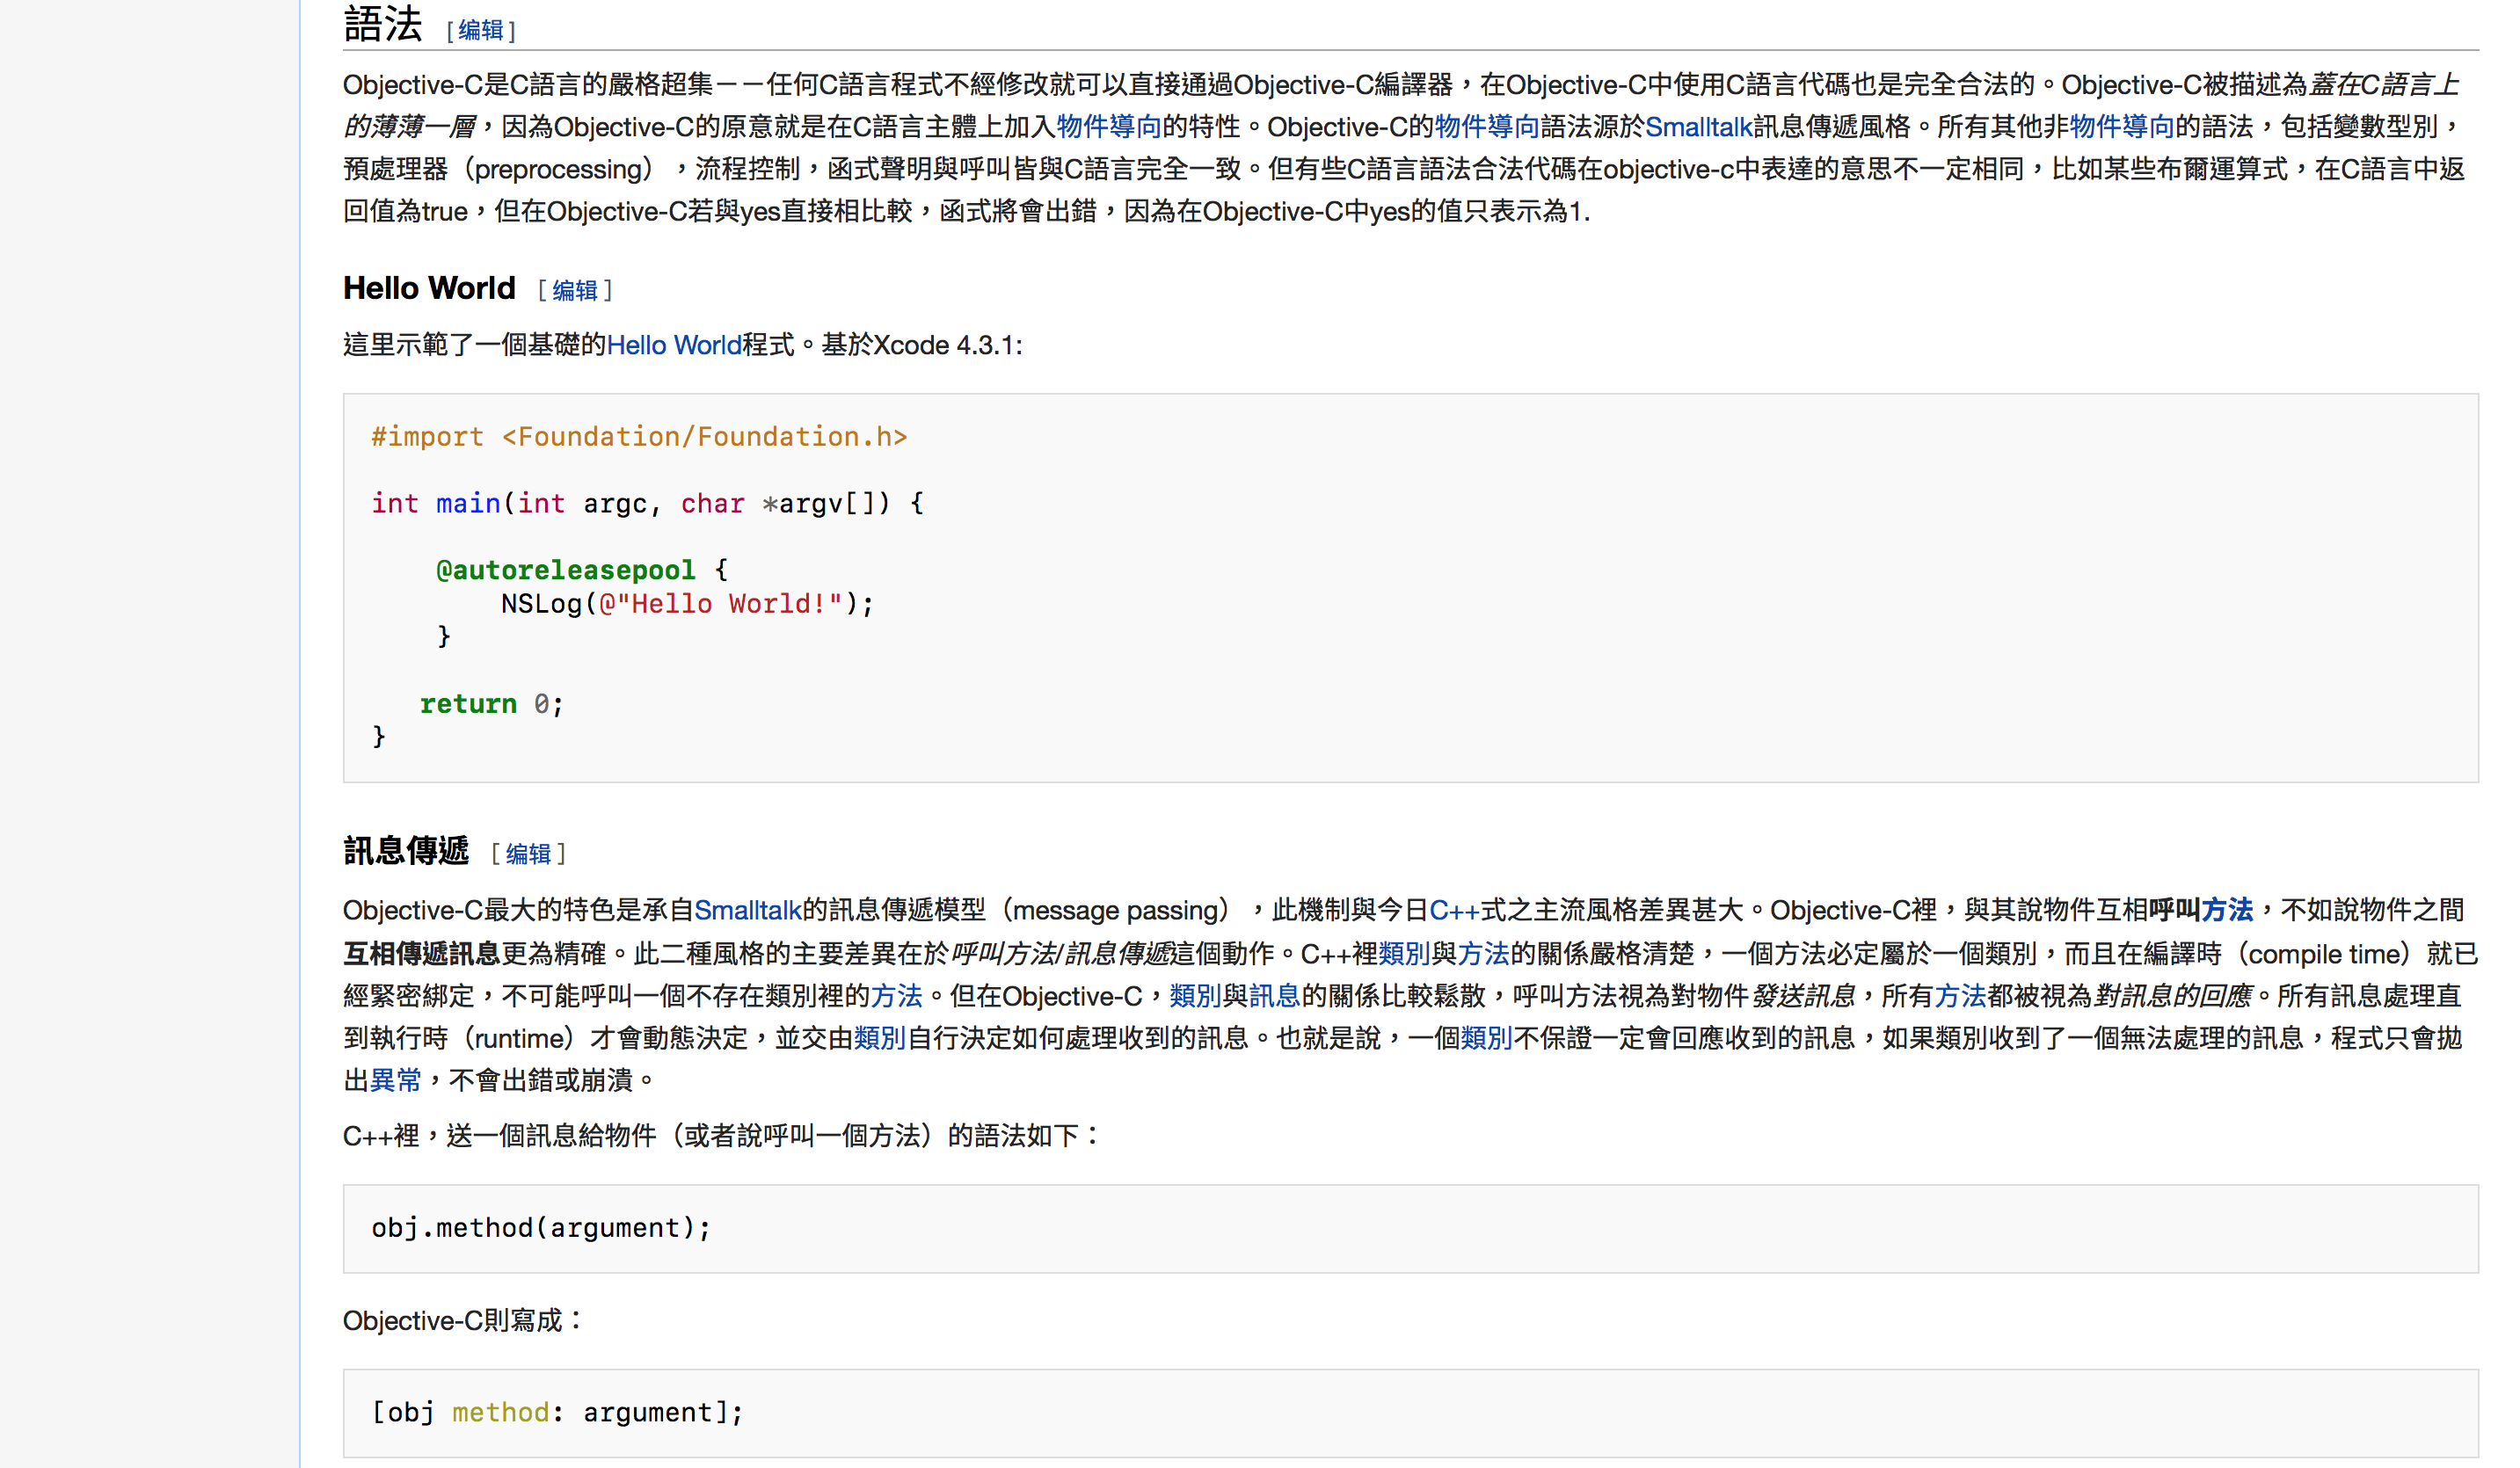 語法 [编辑]
Objective-C是C語言的嚴格超集－－任何C語言程式不經修改就可以直接通過Objective-C編譯器，在Objective-C中使用C語言代碼也是完全合法的。Objective-C被描述為蓋在C語言上
的薄薄一層，因為Objective-C的原意就是在C語言主體上加入物件導向的特性。Objective-C的物件導向語法源於Smalltalk訊息傳遞風格。所有其他非物件導向的語法，包括變數型別，
預處理器（preprocessing），流程控制，函式聲明與呼叫皆與C語言完全一致。但有些C語言語法合法代碼在objective-c中表達的意思不一定相同，比如某些布爾運算式，在C語言中返
回值為true，但在Objective-C若與yes直接相比較，函式將會出錯，因為在Objective-C中yes的值只表示為1.
Hello World [编辑]
這里示範了一個基礎的Hello World程式。基於Xcode 4.3.1:
#import <Foundation/Foundation.h>
int main(int argc, char *argv[]) {
@autoreleasepool {
NSLog(@"Hello World!");
}
return 0;
}
訊息傳遞 [编辑]
Objective-C最大的特色是承自Smalltalk的訊息傳遞模型（message passing），此機制與今日C++式之主流風格差異甚大。Objective-C裡，與其說物件互相呼叫方法，不如說物件之間
互相傳遞訊息更為精確。此二種風格的主要差異在於呼叫方法/訊息傳遞這個動作。C++裡類別與方法的關係嚴格清楚，一個方法必定屬於一個類別，而且在編譯時（compile time）就已
經緊密綁定，不可能呼叫一個不存在類別裡的方法。但在Objective-C，類別與訊息的關係比較鬆散，呼叫方法視為對物件發送訊息，所有方法都被視為對訊息的回應。所有訊息處理直
到執行時（runtime）才會動態決定，並交由類別自行決定如何處理收到的訊息。也就是說，一個類別不保證一定會回應收到的訊息，如果類別收到了一個無法處理的訊息，程式只會拋
出異常，不會出錯或崩潰。
C++裡，送一個訊息給物件（或者說呼叫一個方法）的語法如下：
obj.method(argument);
Objective-C則寫成：
[obj method: argument];